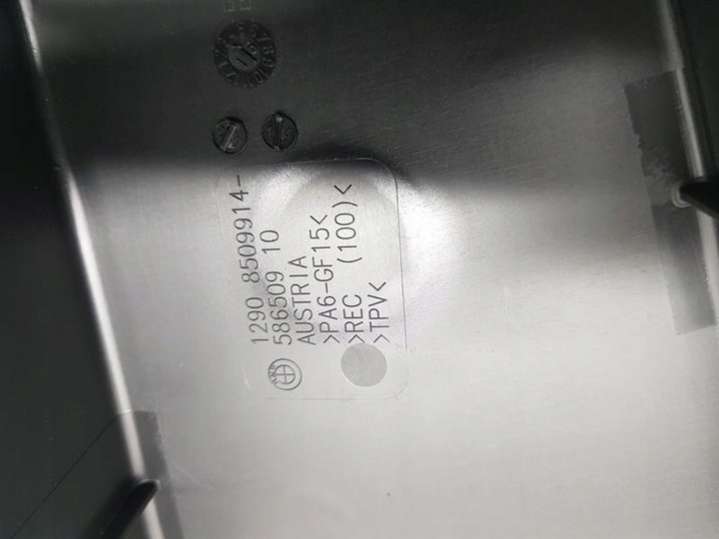 1290 8509914-
586509 10
AUSTRIA
>PA6-GF15<
>REC (100)<
>TPV<